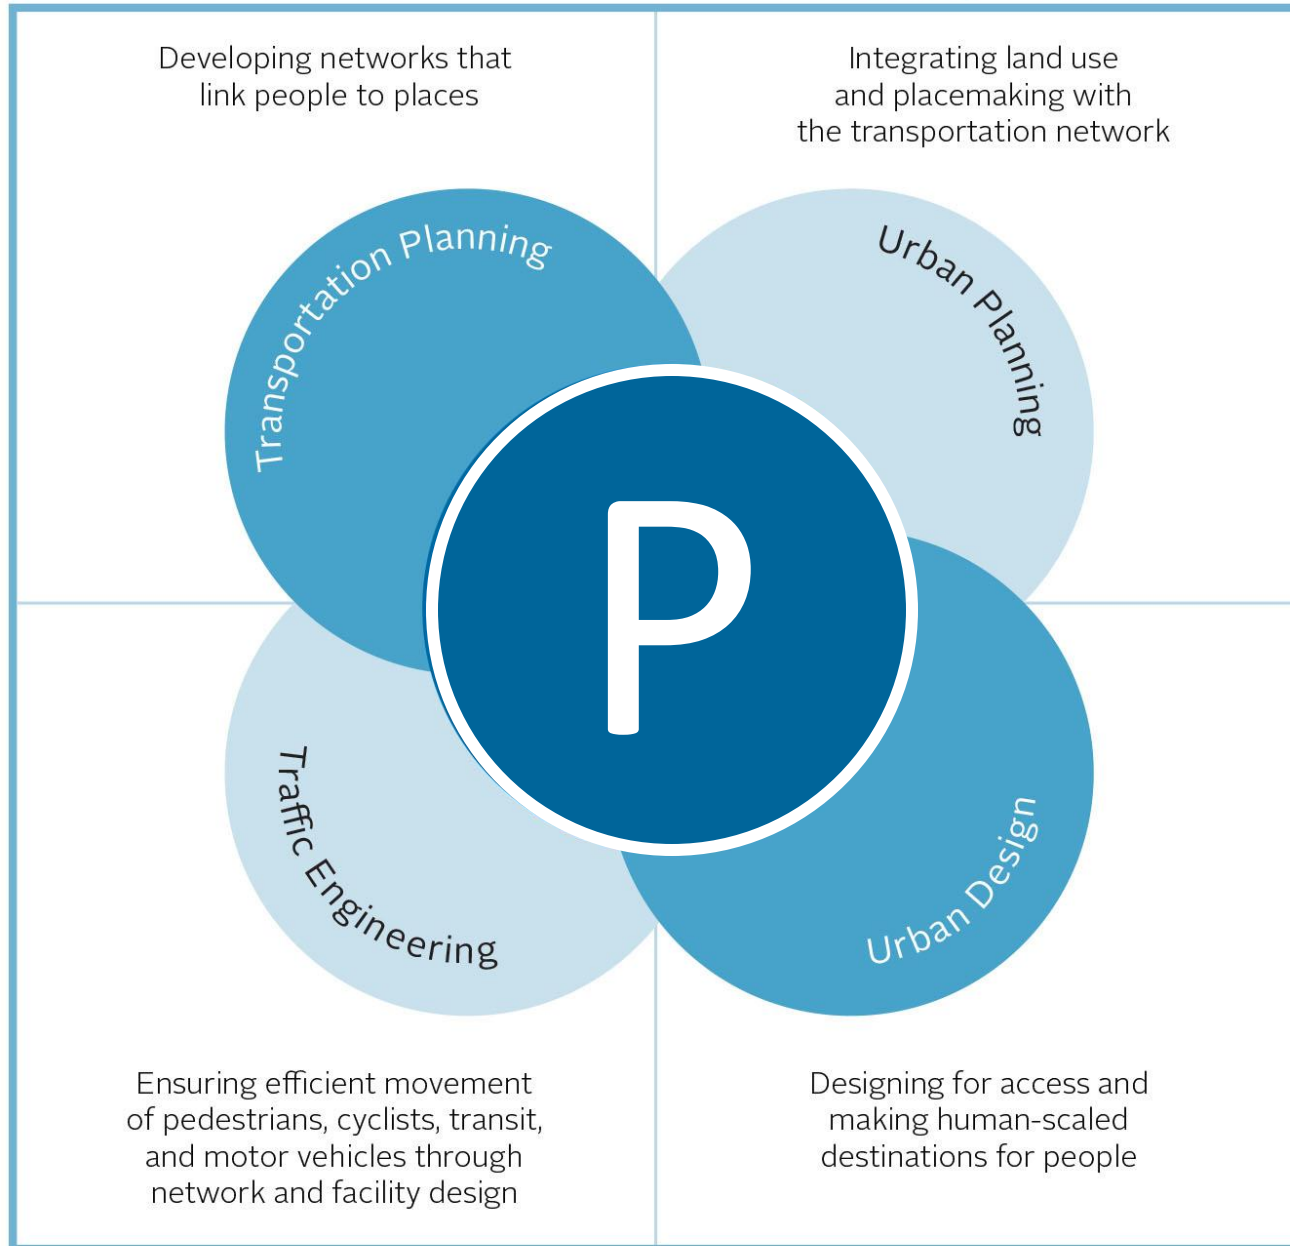 Developing networks that
link people to places
Integrating land use
and placemaking with
the transportation network
Transportation Planning
Urban Planning
P
Traffic Engineering
Urban Design
Ensuring efficient movement
of pedestrians, cyclists, transit,
and motor vehicles through
network and facility design
Designing for access and
making human-scaled
destinations for people